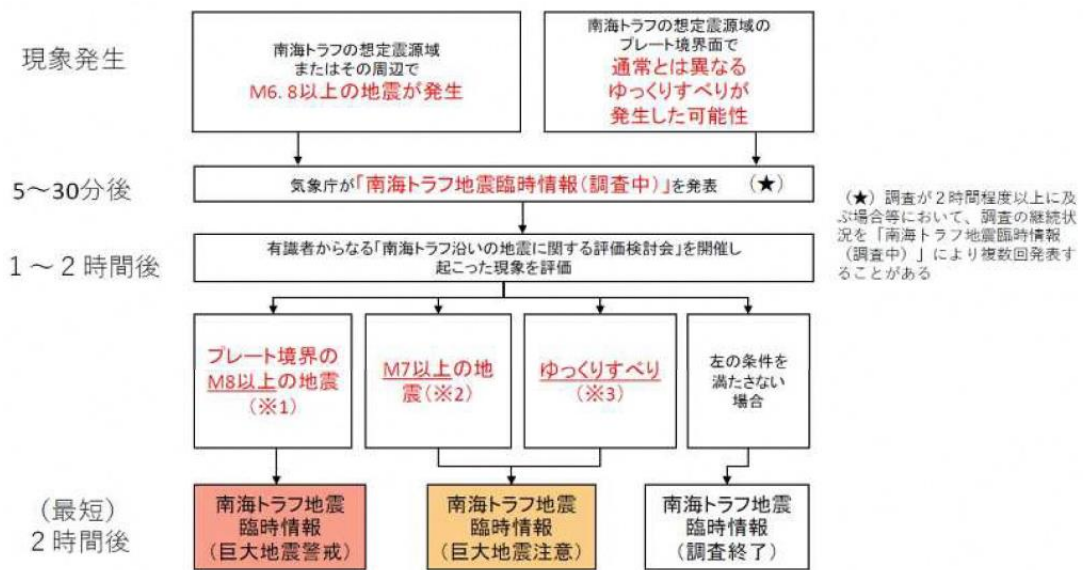 現象発生
南海トラフの想定震源域
またはその周辺で
M6.8以上の地震が発生
南海トラフの想定震源域の
プレート境界面で
通常とは異なる
ゆっくりすべりが
発生した可能性
5～30分後
気象庁が「南海トラフ地震臨時情報(調査中)」を発表　(★)
(★)調査が2時間程度以上に及
ぶ場合等において、調査の継続状
況を「南海トラフ地震臨時情報
(調査中)」により複数回発表す
ることがある
1～2時間後
有識者からなる「南海トラフ沿いの地震に関する評価検討会」を開催し
起こった現象を評価
プレート境界の
M8以上の地震
(※1)
M7以上の地
震(※2)
ゆっくりすべり
(※3)
左の条件を
満たさない
場合
(最短)
2時間後
南海トラフ地震
臨時情報
(巨大地震警戒)
南海トラフ地震
臨時情報
(巨大地震注意)
南海トラフ地震
臨時情報
(調査終了)